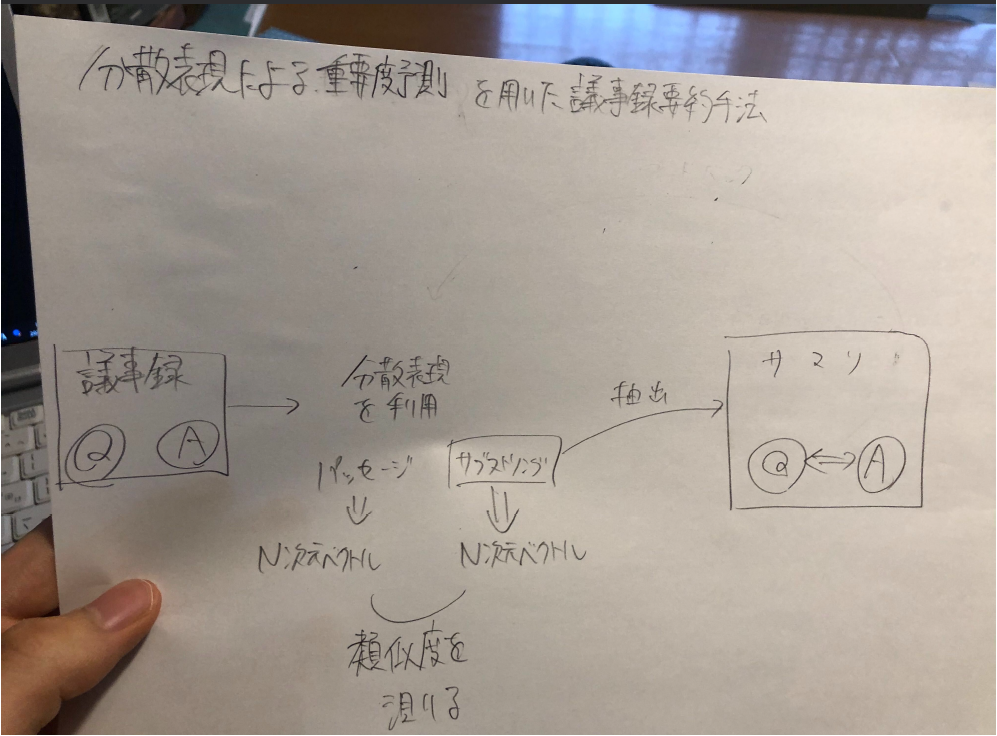 分散表現による重要度予測を用いた議事録要約手法
議事録
Q A
分散表現
を利用
パッセージ
サブストリング
N次元ベクトル
N次元ベクトル
類似度を
測る
抽出
サマリ
Q A